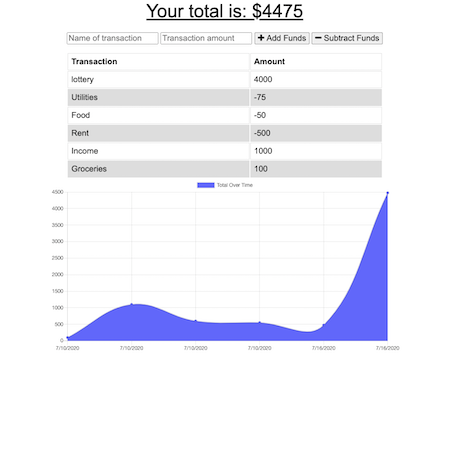 Your total is: $4475
Name of transaction Transaction amount + Add Funds − Subtract Funds
Transaction Amount
lottery 4000
Utilities -75
Food -50
Rent -500
Income 1000
Groceries 100
Total Over Time
4500
4000
3500
3000
2500
2000
1500
1000
500
0
7/10/2020 7/10/2020 7/10/2020 7/10/2020 7/16/2020 7/16/2020